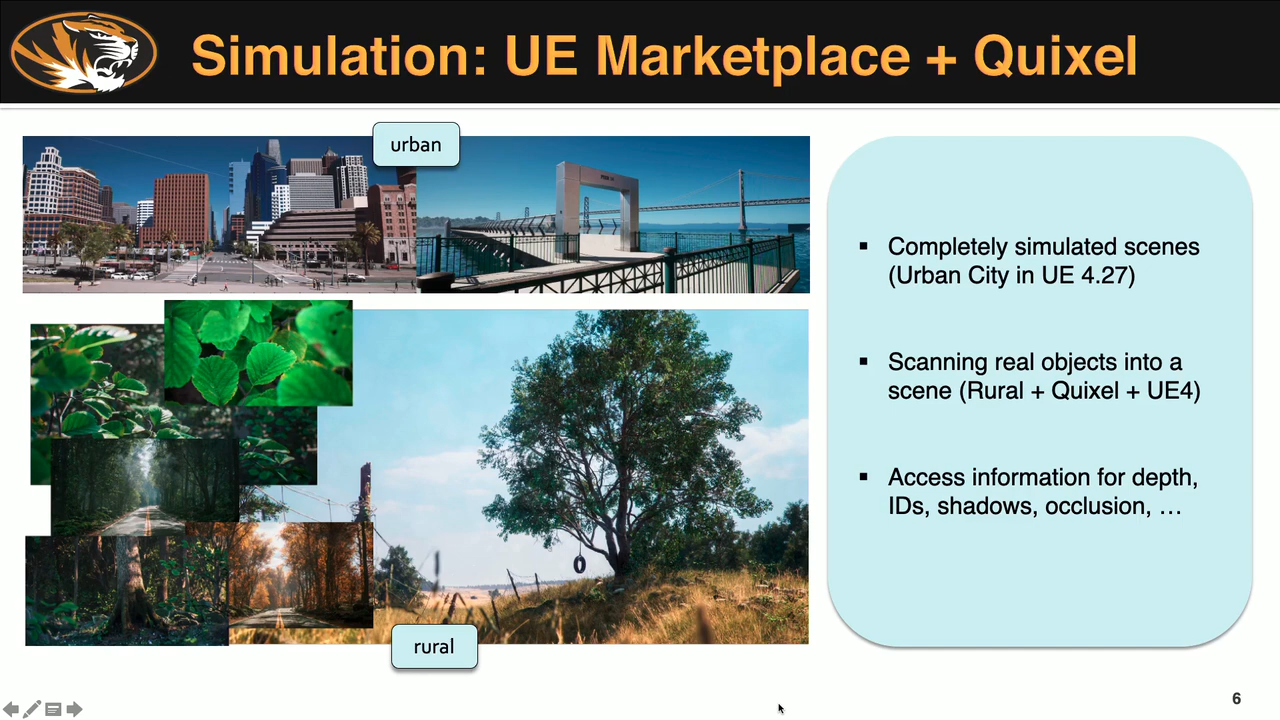 Simulation: UE Marketplace + Quixel
urban
rural
▪ Completely simulated scenes
(Urban City in UE 4.27)
▪ Scanning real objects into a
scene (Rural + Quixel + UE4)
▪ Access information for depth,
IDs, shadows, occlusion, …
6